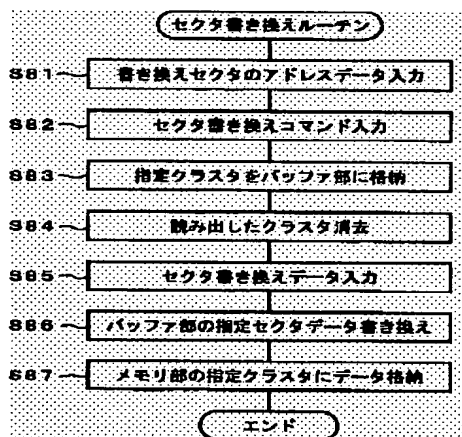 セクタ書き換えルーテン
S81 書き換えセクタのアドレスデータ入力
S82 セクタ書き換えコマンド入力
S83 指定クラスタをバッファ部に格納
S84 読み出したクラスタ消去
S85 セクタ書き換えデータ入力
S86 バッファ部の指定セクタデータ書き換え
S87 メモリ部の指定クラスタにデータ格納
エンド